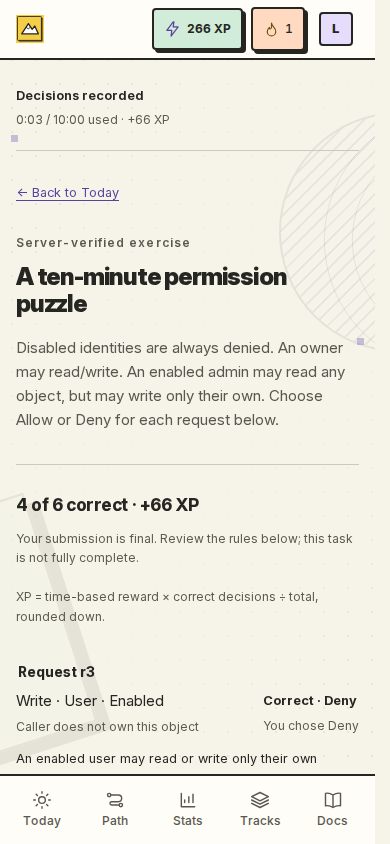 266 XP
1
L
Decisions recorded
0:03 / 10:00 used · +66 XP
← Back to Today
Server-verified exercise
A ten-minute permission
puzzle
Disabled identities are always denied. An owner
may read/write. An enabled admin may read any
object, but may write only their own. Choose
Allow or Deny for each request below.
4 of 6 correct · +66 XP
Your submission is final. Review the rules below; this task
is not fully complete.
XP = time-based reward × correct decisions ÷ total,
rounded down.
Request r3
Write · User · Enabled
Correct · Deny
Caller does not own this object
You chose Deny
An enabled user may read or write only their own
Today
Path
Stats
Tracks
Docs